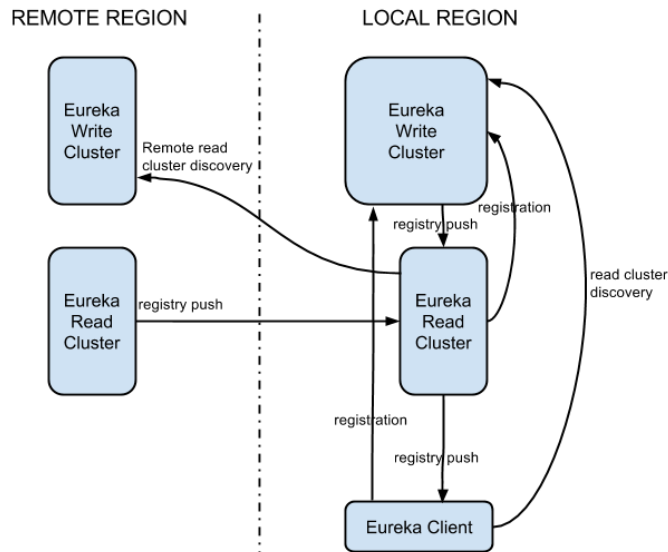 REMOTE REGION
LOCAL REGION
Eureka
Write
Cluster
Eureka
Write
Cluster
Remote read
cluster discovery
registry push
registration
read cluster
discovery
Eureka
Read
Cluster
registry push
Eureka
Read
Cluster
registration
registry push
Eureka Client